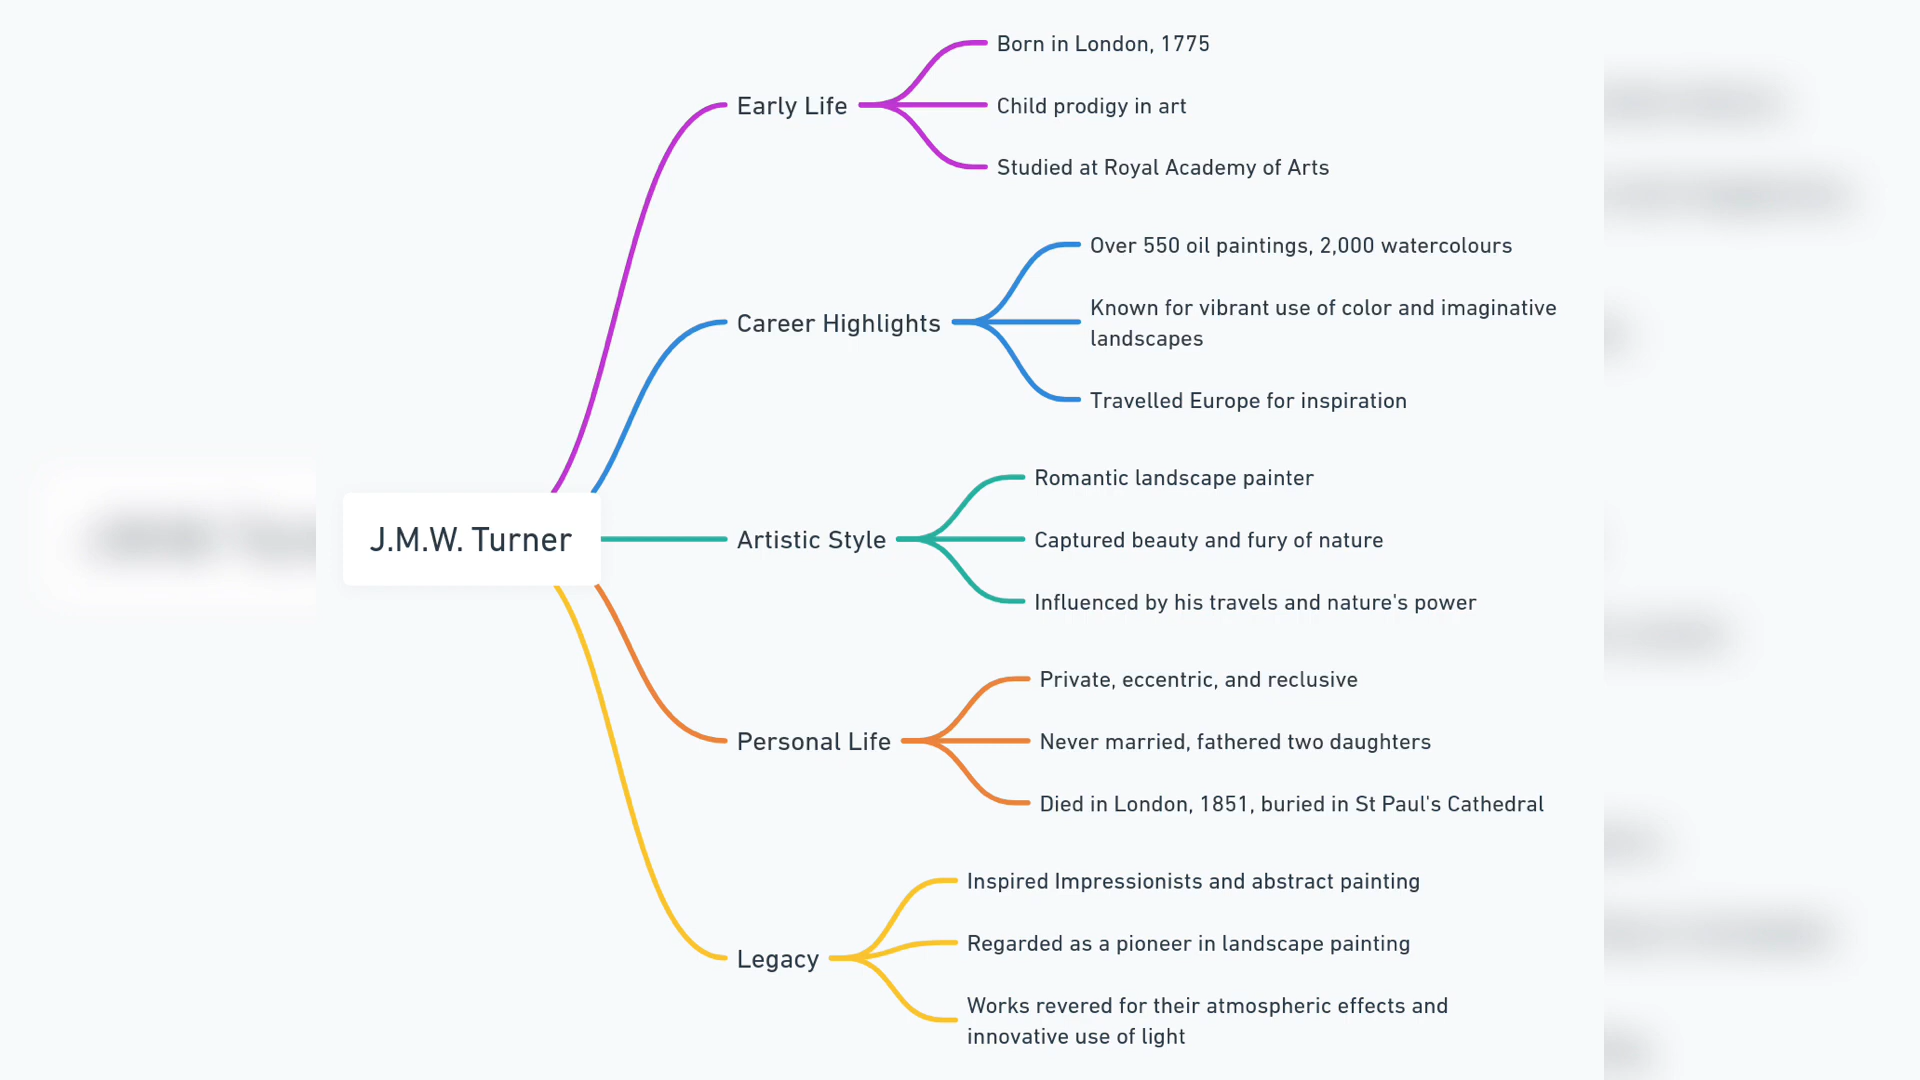 J.M.W. Turner
Early Life
Born in London, 1775
Child prodigy in art
Studied at Royal Academy of Arts
Career Highlights
Over 550 oil paintings, 2,000 watercolours
Known for vibrant use of color and imaginative
landscapes
Travelled Europe for inspiration
Artistic Style
Romantic landscape painter
Captured beauty and fury of nature
Influenced by his travels and nature's power
Personal Life
Private, eccentric, and reclusive
Never married, fathered two daughters
Died in London, 1851, buried in St Paul's Cathedral
Legacy
Inspired Impressionists and abstract painting
Regarded as a pioneer in landscape painting
Works revered for their atmospheric effects and
innovative use of light